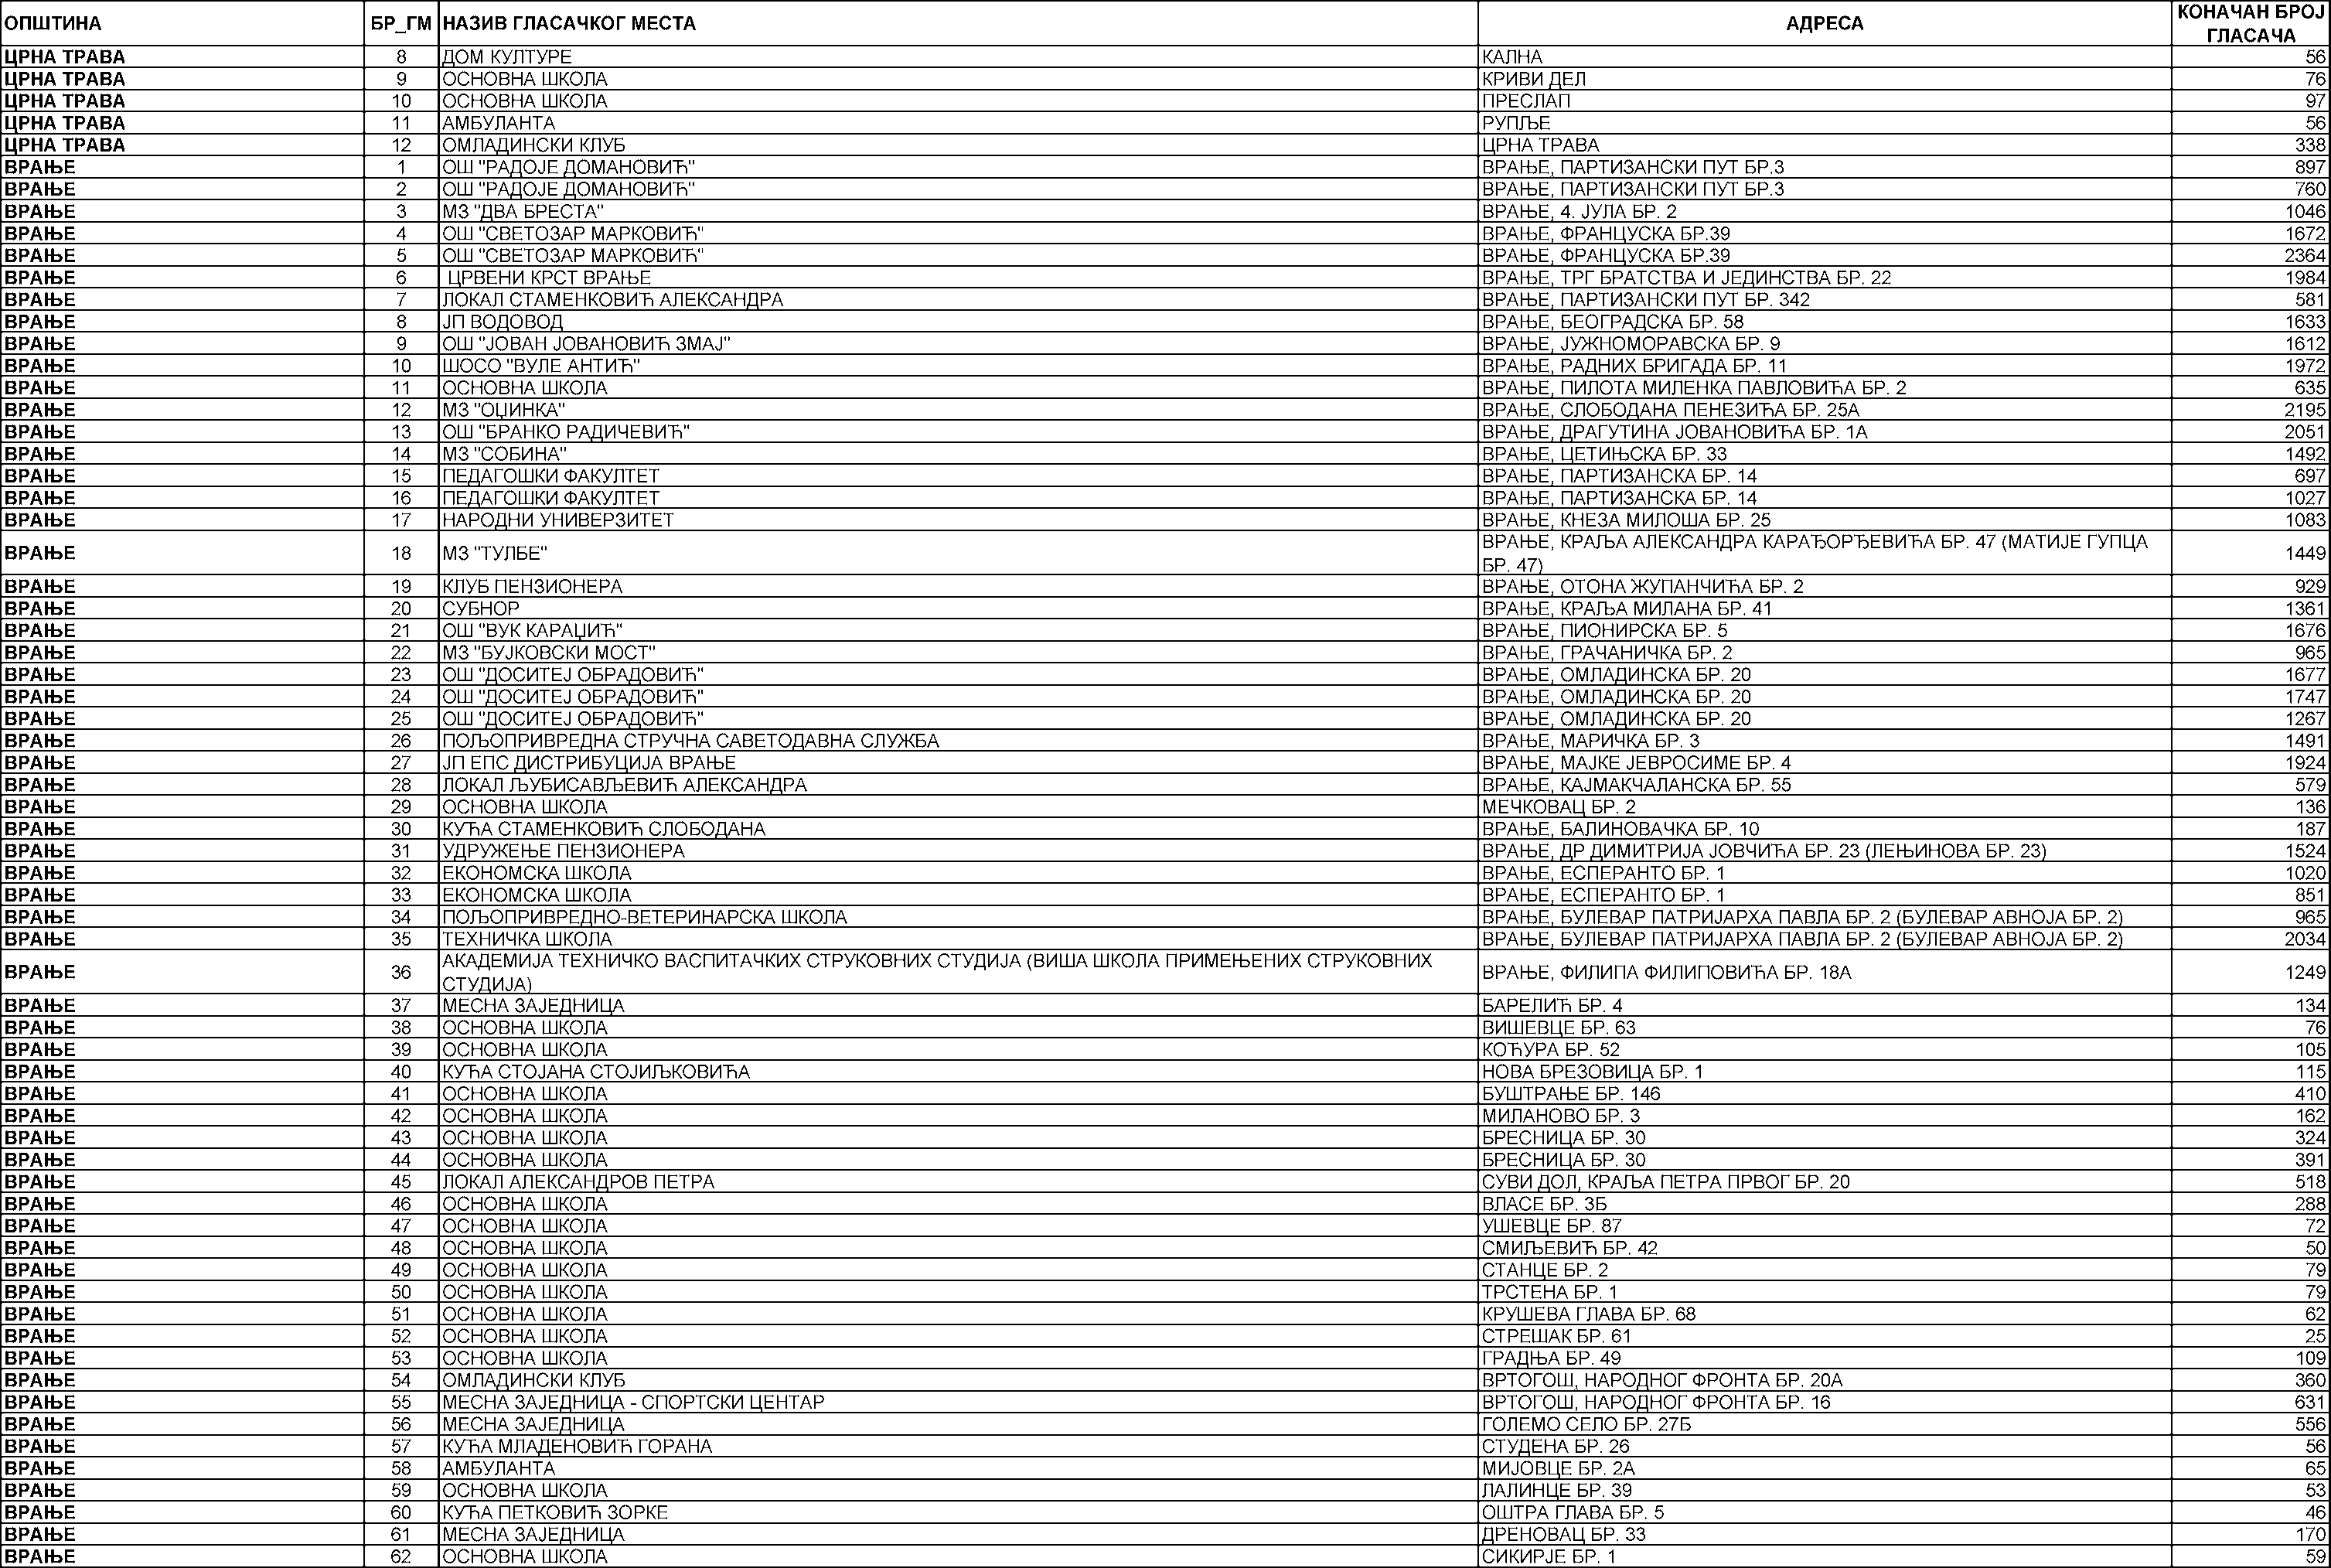 ОПШТИНА БР_ГМ НАЗИВ ГЛАСАЧКОГ МЕСТА АДРЕСА КОНАЧАН БРОЈ ГЛАСАЧА
ЦРНА ТРАВА 8 ДОМ КУЛТУРЕ КАЛНА 56
ЦРНА ТРАВА 9 ОСНОВНА ШКОЛА КРИВИ ДЕЛ 76
ЦРНА ТРАВА 10 ОСНОВНА ШКОЛА ПРЕСЛАП 97
ЦРНА ТРАВА 11 АМБУЛАНТА РУПЉЕ 56
ЦРНА ТРАВА 12 ОМЛАДИНСКИ КЛУБ ЦРНА ТРАВА 338
ВРАЊЕ 1 ОШ "РАДОЈЕ ДОМАНОВИЋ" ВРАЊЕ, ПАРТИЗАНСКИ ПУТ БР.3 897
ВРАЊЕ 2 ОШ "РАДОЈЕ ДОМАНОВИЋ" ВРАЊЕ, ПАРТИЗАНСКИ ПУТ БР.3 760
ВРАЊЕ 3 МЗ "ДВА БРЕСТА" ВРАЊЕ, 4. ЈУЛА БР. 2 1046
ВРАЊЕ 4 ОШ "СВЕТОЗАР МАРКОВИЋ" ВРАЊЕ, ФРАНЦУСКА БР.39 1672
ВРАЊЕ 5 ОШ "СВЕТОЗАР МАРКОВИЋ" ВРАЊЕ, ФРАНЦУСКА БР.39 2364
ВРАЊЕ 6 ЦРВЕНИ КРСТ ВРАЊЕ ВРАЊЕ, ТРГ БРАТСТВА И ЈЕДИНСТВА БР. 22 1984
ВРАЊЕ 7 ЛОКАЛ СТАМЕНКОВИЋ АЛЕКСАНДРА ВРАЊЕ, ПАРТИЗАНСКИ ПУТ БР. 342 581
ВРАЊЕ 8 ЈП ВОДОВОД ВРАЊЕ, БЕОГРАДСКА БР. 58 1633
ВРАЊЕ 9 ОШ "ЈОВАН ЈОВАНОВИЋ ЗМАЈ" ВРАЊЕ, ЈУЖНОМОРАВСКА БР. 9 1612
ВРАЊЕ 10 ШОСО "ВУЛЕ АНТИЋ" ВРАЊЕ, РАДНИХ БРИГАДА БР. 11 1972
ВРАЊЕ 11 ОСНОВНА ШКОЛА ВРАЊЕ, ПИЛОТА МИЛЕНКА ПАВЛОВИЋА БР. 2 635
ВРАЊЕ 12 МЗ "ОЏИНКА" ВРАЊЕ, СЛОБОДАНА ПЕНЕЗИЋА БР. 25А 2195
ВРАЊЕ 13 ОШ "БРАНКО РАДИЧЕВИЋ" ВРАЊЕ, ДРАГУТИНА ЈОВАНОВИЋА БР. 1А 2051
ВРАЊЕ 14 МЗ "СОБИНА" ВРАЊЕ, ЦЕТИЊСКА БР. 33 1492
ВРАЊЕ 15 ПЕДАГОШКИ ФАКУЛТЕТ ВРАЊЕ, ПАРТИЗАНСКА БР. 14 697
ВРАЊЕ 16 ПЕДАГОШКИ ФАКУЛТЕТ ВРАЊЕ, ПАРТИЗАНСКА БР. 14 1027
ВРАЊЕ 17 НАРОДНИ УНИВЕРЗИТЕТ ВРАЊЕ, КНЕЗА МИЛОША БР. 25 1083
ВРАЊЕ 18 МЗ "ТУЛБЕ" ВРАЊЕ, КРАЉА АЛЕКСАНДРА КАРАЂОРЂЕВИЋА БР. 47 (МАТИЈЕ ГУПЦА БР. 47) 1449
ВРАЊЕ 19 КЛУБ ПЕНЗИОНЕРА ВРАЊЕ, ОТОНА ЖУПАНЧИЋА БР. 2 929
ВРАЊЕ 20 СУБНОР ВРАЊЕ, КРАЉА МИЛАНА БР. 41 1361
ВРАЊЕ 21 ОШ "ВУК КАРАЏИЋ" ВРАЊЕ, ПИОНИРСКА БР. 5 1676
ВРАЊЕ 22 МЗ "БУЈКОВСКИ МОСТ" ВРАЊЕ, ГРАЧАНИЧКА БР. 2 965
ВРАЊЕ 23 ОШ "ДОСИТЕЈ ОБРАДОВИЋ" ВРАЊЕ, ОМЛАДИНСКА БР. 20 1677
ВРАЊЕ 24 ОШ "ДОСИТЕЈ ОБРАДОВИЋ" ВРАЊЕ, ОМЛАДИНСКА БР. 20 1747
ВРАЊЕ 25 ОШ "ДОСИТЕЈ ОБРАДОВИЋ" ВРАЊЕ, ОМЛАДИНСКА БР. 20 1267
ВРАЊЕ 26 ПОЉОПРИВРЕДНА СТРУЧНА САВЕТОДАВНА СЛУЖБА ВРАЊЕ, МАРИЧКА БР. 3 1491
ВРАЊЕ 27 ЈП ЕПС ДИСТРИБУЦИЈА ВРАЊЕ ВРАЊЕ, МАЈКЕ ЈЕВРОСИМЕ БР. 4 1924
ВРАЊЕ 28 ЛОКАЛ ЉУБИСАВЉЕВИЋ АЛЕКСАНДРА ВРАЊЕ, КАЈМАКЧАЛАНСКА БР. 55 579
ВРАЊЕ 29 ОСНОВНА ШКОЛА МЕЧКОВАЦ БР. 2 136
ВРАЊЕ 30 КУЋА СТАМЕНКОВИЋ СЛОБОДАНА ВРАЊЕ, БАЛИНОВАЧКА БР. 10 187
ВРАЊЕ 31 УДРУЖЕЊЕ ПЕНЗИОНЕРА ВРАЊЕ, ДР ДИМИТРИЈА ЈОВЧИЋА БР. 23 (ЛЕЊИНОВА БР. 23) 1524
ВРАЊЕ 32 ЕКОНОМСКА ШКОЛА ВРАЊЕ, ЕСПЕРАНТО БР. 1 1020
ВРАЊЕ 33 ЕКОНОМСКА ШКОЛА ВРАЊЕ, ЕСПЕРАНТО БР. 1 851
ВРАЊЕ 34 ПОЉОПРИВРЕДНО-ВЕТЕРИНАРСКА ШКОЛА ВРАЊЕ, БУЛЕВАР ПАТРИЈАРХА ПАВЛА БР. 2 (БУЛЕВАР АВНОЈА БР. 2) 965
ВРАЊЕ 35 ТЕХНИЧКА ШКОЛА ВРАЊЕ, БУЛЕВАР ПАТРИЈАРХА ПАВЛА БР. 2 (БУЛЕВАР АВНОЈА БР. 2) 2034
ВРАЊЕ 36 АКАДЕМИЈА ТЕХНИЧКО ВАСПИТАЧКИХ СТРУКОВНИХ СТУДИЈА (ВИША ШКОЛА ПРИМЕЊЕНИХ СТРУКОВНИХ СТУДИЈА) ВРАЊЕ, ФИЛИПА ФИЛИПОВИЋА БР. 18А 1249
ВРАЊЕ 37 МЕСНА ЗАЈЕДНИЦА БАРЕЛИЋ БР. 4 134
ВРАЊЕ 38 ОСНОВНА ШКОЛА ВИШЕВЦЕ БР. 63 76
ВРАЊЕ 39 ОСНОВНА ШКОЛА КОЋУРА БР. 52 105
ВРАЊЕ 40 КУЋА СТОЈАНА СТОЈИЉКОВИЋА НОВА БРЕЗОВИЦА БР. 1 115
ВРАЊЕ 41 ОСНОВНА ШКОЛА БУШТРАЊЕ БР. 146 410
ВРАЊЕ 42 ОСНОВНА ШКОЛА МИЛАНОВО БР. 3 162
ВРАЊЕ 43 ОСНОВНА ШКОЛА БРЕСНИЦА БР. 30 324
ВРАЊЕ 44 ОСНОВНА ШКОЛА БРЕСНИЦА БР. 30 391
ВРАЊЕ 45 ЛОКАЛ АЛЕКСАНДРОВ ПЕТРА СУВИ ДОЛ, КРАЉА ПЕТРА ПРВОГ БР. 20 518
ВРАЊЕ 46 ОСНОВНА ШКОЛА ВЛАСЕ БР. 3Б 288
ВРАЊЕ 47 ОСНОВНА ШКОЛА УШЕВЦЕ БР. 87 72
ВРАЊЕ 48 ОСНОВНА ШКОЛА СМИЉЕВИЋ БР. 42 50
ВРАЊЕ 49 ОСНОВНА ШКОЛА СТАНЦЕ БР. 2 79
ВРАЊЕ 50 ОСНОВНА ШКОЛА ТРСТЕНА БР. 1 79
ВРАЊЕ 51 ОСНОВНА ШКОЛА КРУШЕВА ГЛАВА БР. 68 62
ВРАЊЕ 52 ОСНОВНА ШКОЛА СТРЕШАК БР. 61 25
ВРАЊЕ 53 ОСНОВНА ШКОЛА ГРАДЊА БР. 49 109
ВРАЊЕ 54 ОМЛАДИНСКИ КЛУБ ВРТОГОШ, НАРОДНОГ ФРОНТА БР. 20А 360
ВРАЊЕ 55 МЕСНА ЗАЈЕДНИЦА - СПОРТСКИ ЦЕНТАР ВРТОГОШ, НАРОДНОГ ФРОНТА БР. 16 631
ВРАЊЕ 56 МЕСНА ЗАЈЕДНИЦА ГОЛЕМО СЕЛО БР. 27Б 556
ВРАЊЕ 57 КУЋА МЛАДЕНОВИЋ ГОРАНА СТУДЕНА БР. 26 56
ВРАЊЕ 58 АМБУЛАНТА МИЈОВЦЕ БР. 2А 65
ВРАЊЕ 59 ОСНОВНА ШКОЛА ЛАЛИНЦЕ БР. 39 53
ВРАЊЕ 60 КУЋА ПЕТКОВИЋ ЗОРКЕ ОШТРА ГЛАВА БР. 5 46
ВРАЊЕ 61 МЕСНА ЗАЈЕДНИЦА ДРЕНОВАЦ БР. 33 170
ВРАЊЕ 62 ОСНОВНА ШКОЛА СИКИРЈЕ БР. 1 59